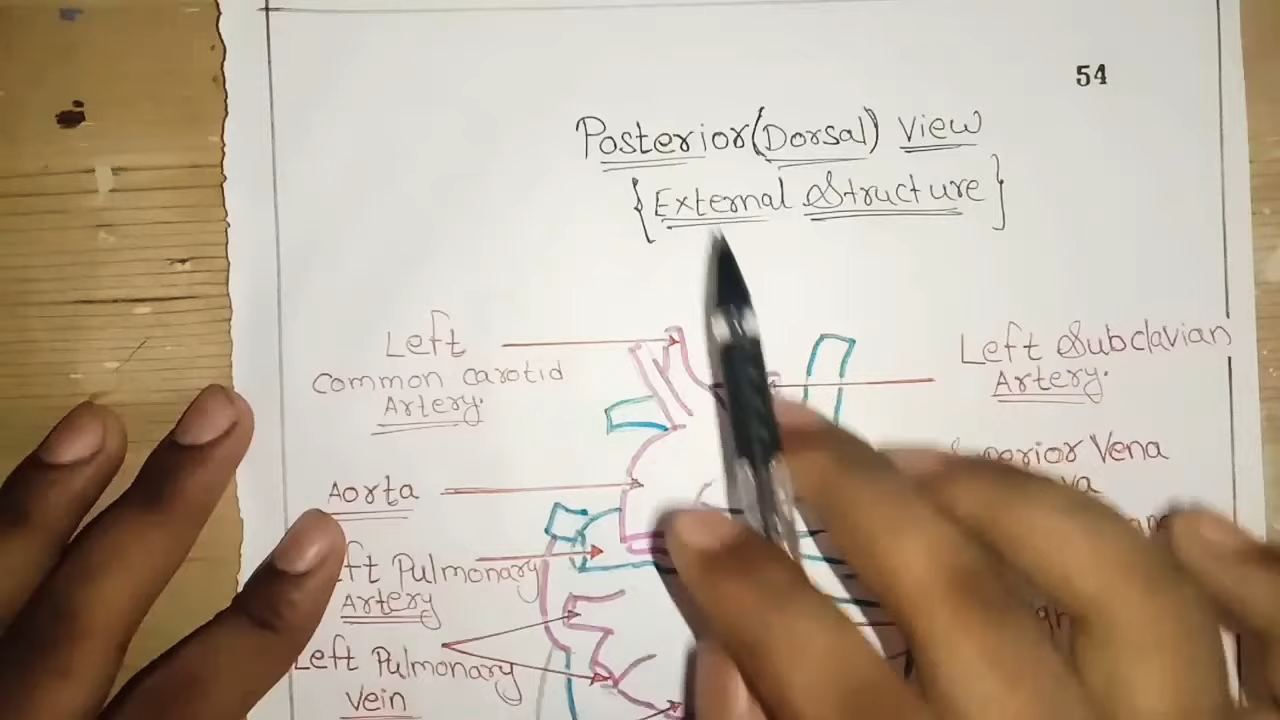 54
Posterior (Dorsal) View
{External Structure}
Left
Common Carotid
Artery.
Left Subclavian
Artery.
Vena
Aorta
Pulmonary
Artery
Left Pulmonary
Vein